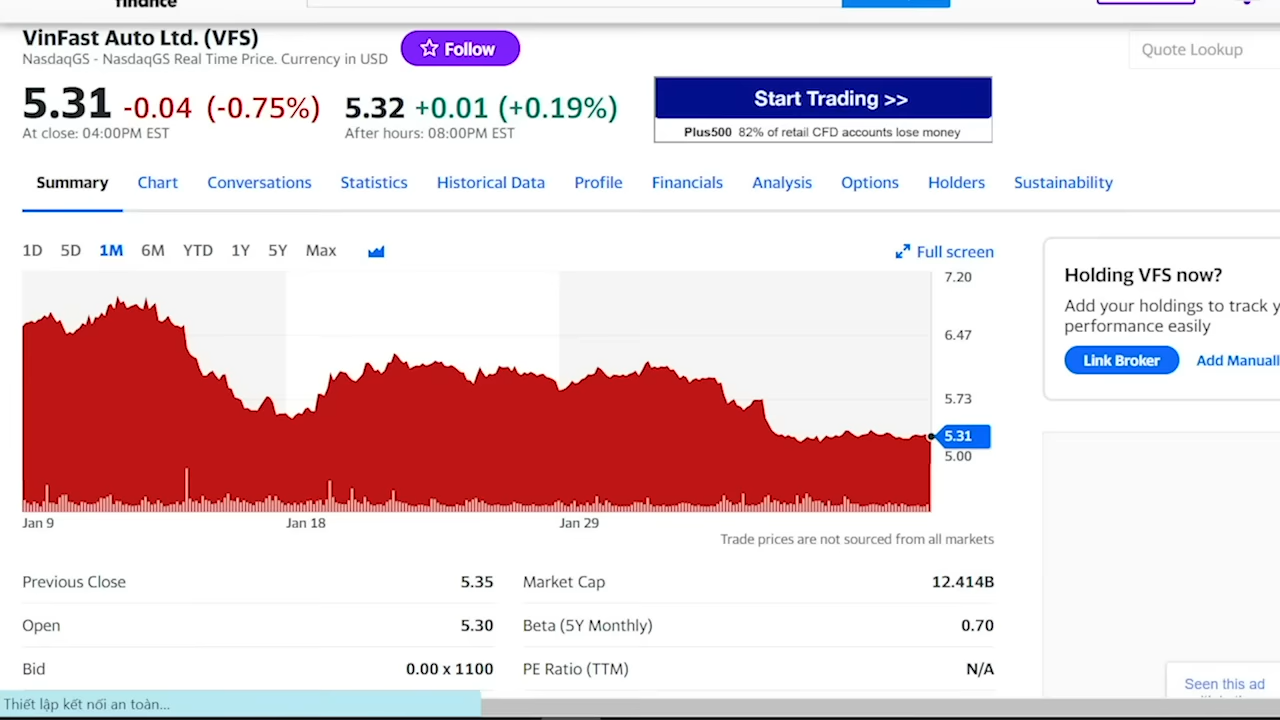 finance
VinFast Auto Ltd. (VFS)
NasdaqGS - NasdaqGS Real Time Price. Currency in USD
Follow
Quote Lookup
5.31 -0.04 (-0.75%)
At close: 04:00PM EST
5.32 +0.01 (+0.19%)
After hours: 08:00PM EST
Start Trading >>
Plus500 82% of retail CFD accounts lose money
Summary Chart Conversations Statistics Historical Data Profile Financials Analysis Options Holders Sustainability
1D 5D 1M 6M YTD 1Y 5Y Max
Full screen
7.20
6.47
5.73
5.31
5.00
Jan 9 Jan 18 Jan 29
Trade prices are not sourced from all markets
Holding VFS now?
Add your holdings to track y
performance easily
Link Broker Add Manuall
Previous Close 5.35
Open 5.30
Bid 0.00 x 1100
Market Cap 12.414B
Beta (5Y Monthly) 0.70
PE Ratio (TTM) N/A
Seen this ad
Thiết lập kết nối an toàn...